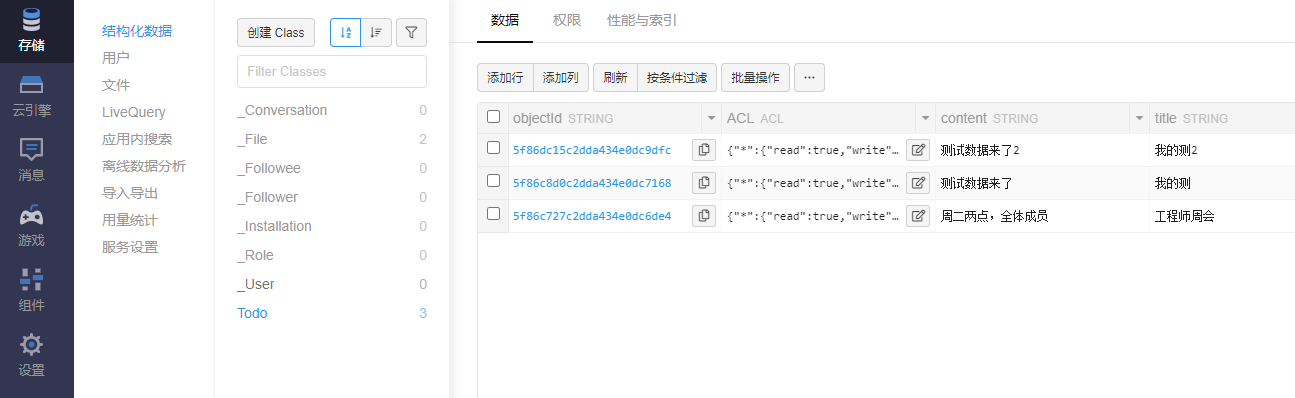 存储
云引擎
消息
游戏
组件
设置
结构化数据
用户
文件
LiveQuery
应用内搜索
离线数据分析
导入导出
用量统计
服务设置
创建 Class
Filter Classes
_Conversation 0
_File 2
_Followee 0
_Follower 0
_Installation 0
_Role 0
_User 0
Todo 3
数据 权限 性能与索引
添加行 添加列 刷新 按条件过滤 批量操作 ···
objectId STRING ACL ACL content STRING title STRING
5f86dc15c2dda434e0dc9dfc {"*":{"read":true,"write"… 测试数据来了2 我的测2
5f86c8d0c2dda434e0dc7168 {"*":{"read":true,"write"… 测试数据来了 我的测
5f86c727c2dda434e0dc6de4 {"*":{"read":true,"write"… 周二两点，全体成员 工程师周会